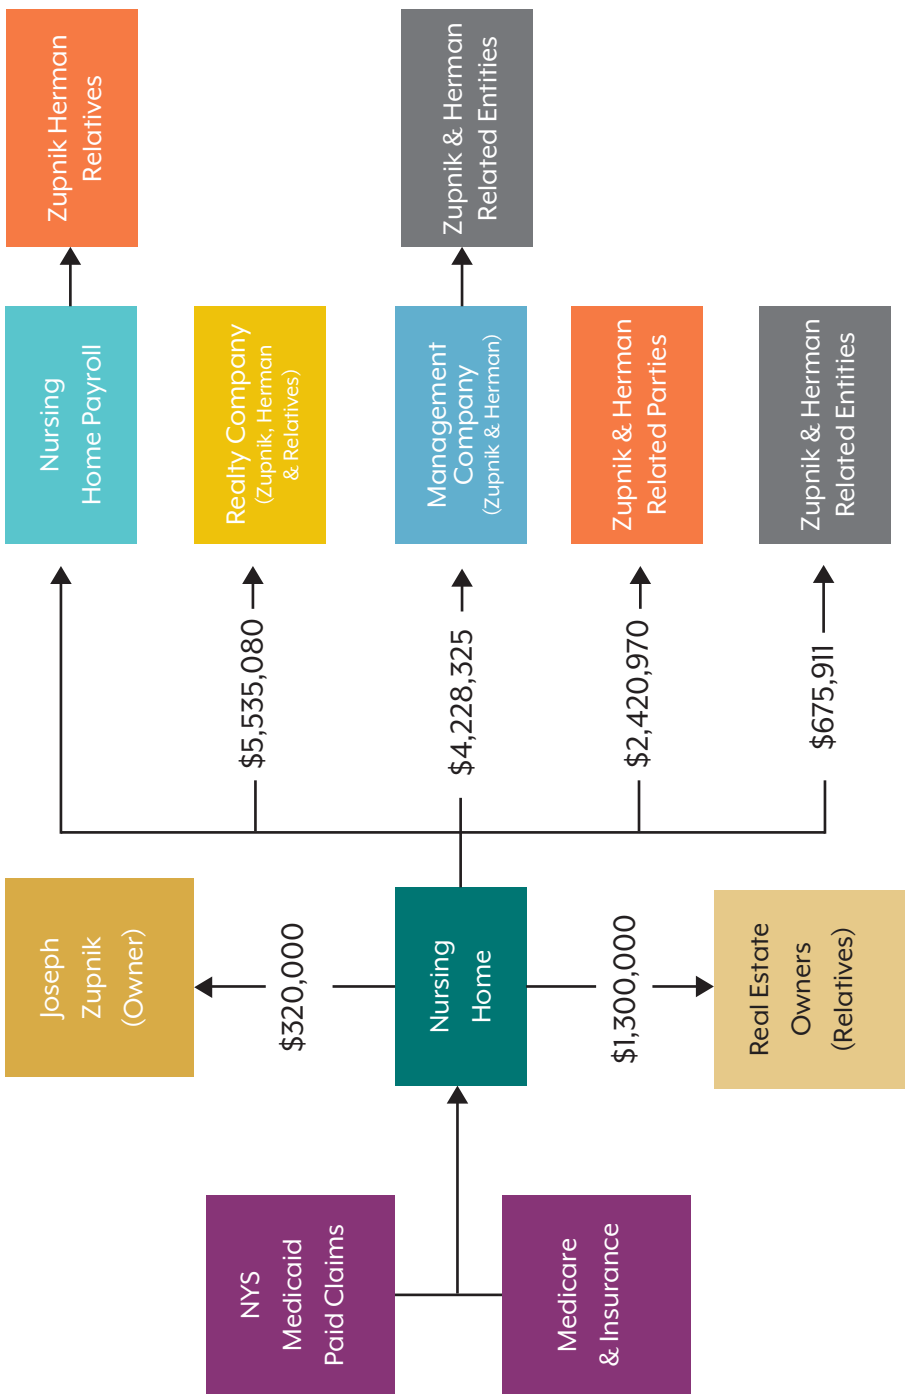 NYS
Medicaid
Paid Claims
Medicare
& Insurance
Joseph
Zupnik
(Owner)
$320,000
Nursing
Home
$1,300,000
Real Estate
Owners
(Relatives)
Nursing
Home Payroll
Zupnik Herman
Relatives
$5,535,080
Realty Company
(Zupnik, Herman
& Relatives)
$4,228,325
Management
Company
(Zupnik & Herman)
Zupnik & Herman
Related Entities
$2,420,970
Zupnik & Herman
Related Parties
$675,911
Zupnik & Herman
Related Entities